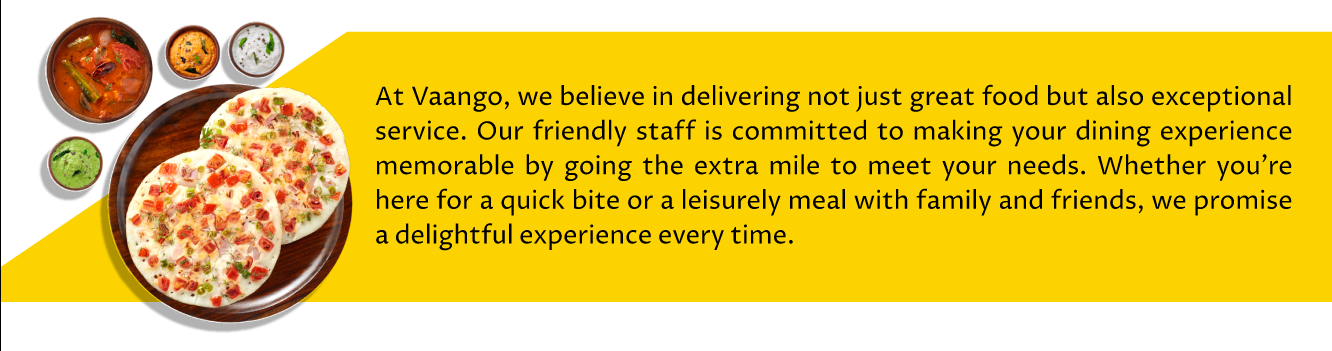 At Vaango, we believe in delivering not just great food but also exceptional
service. Our friendly staff is committed to making your dining experience
memorable by going the extra mile to meet your needs. Whether you’re
here for a quick bite or a leisurely meal with family and friends, we promise
a delightful experience every time.